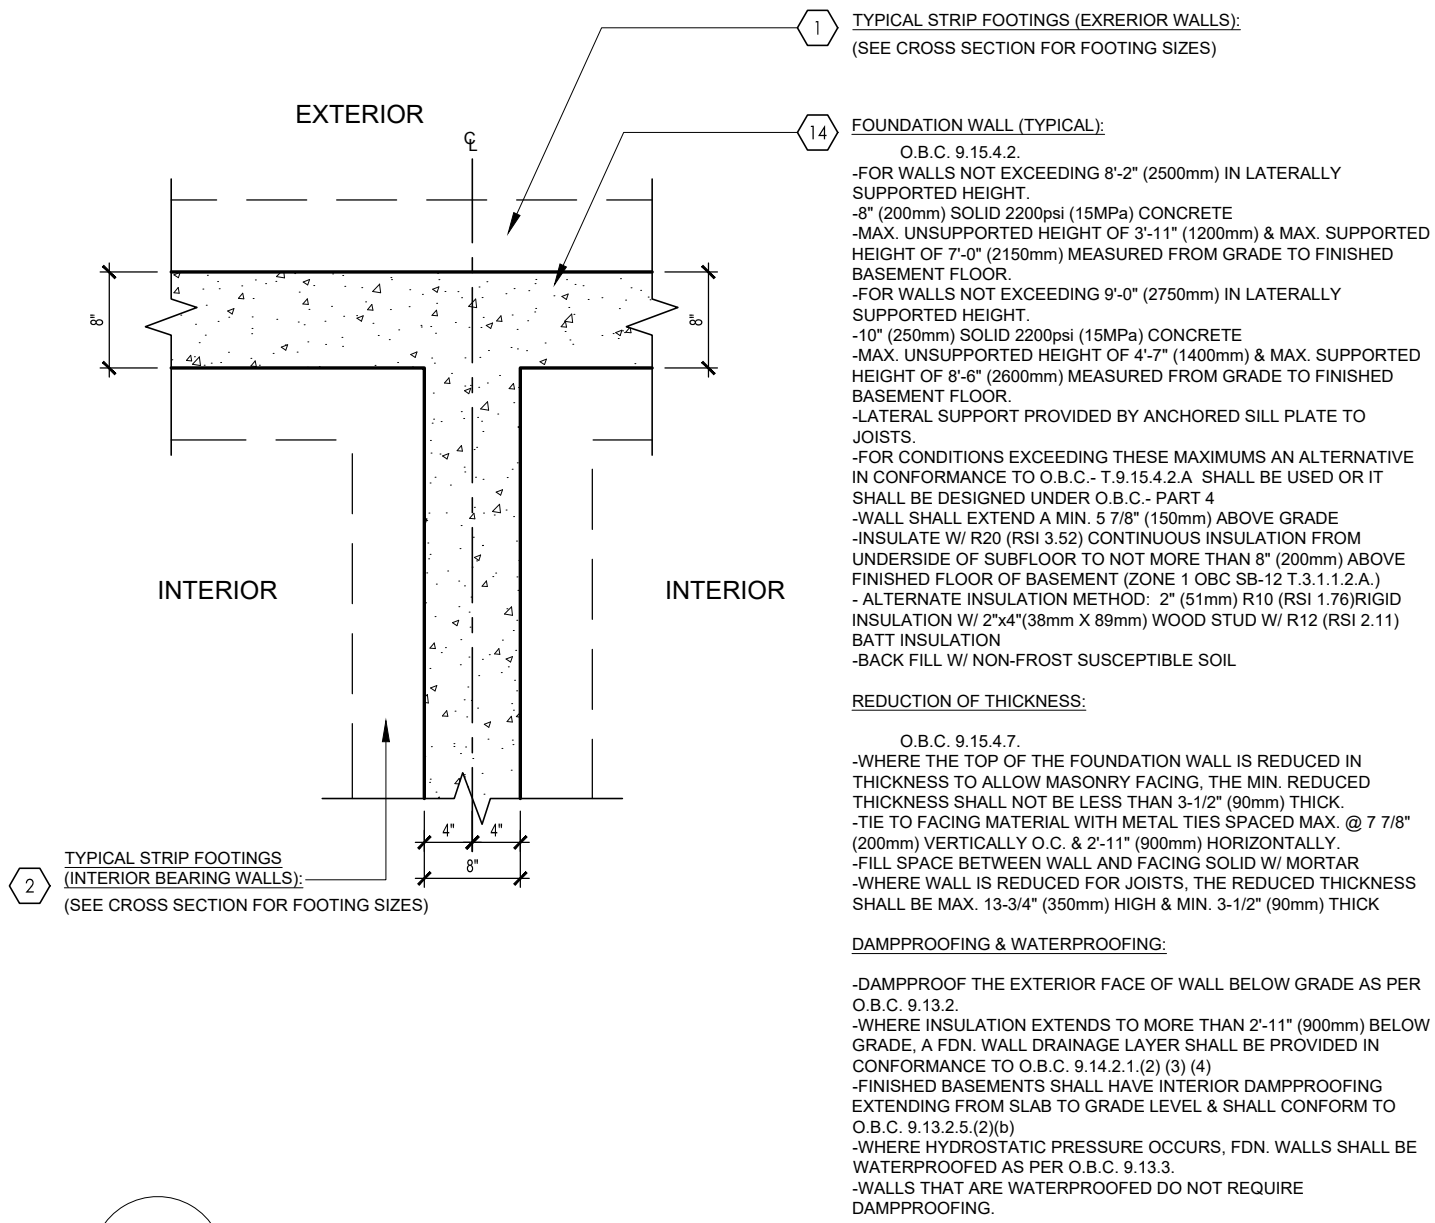 1
TYPICAL STRIP FOOTINGS (EXRERIOR WALLS):
(SEE CROSS SECTION FOR FOOTING SIZES)
EXTERIOR
℄
14
FOUNDATION WALL (TYPICAL):
O.B.C. 9.15.4.2.
-FOR WALLS NOT EXCEEDING 8'-2" (2500mm) IN LATERALLY
SUPPORTED HEIGHT.
-8" (200mm) SOLID 2200psi (15MPa) CONCRETE
-MAX. UNSUPPORTED HEIGHT OF 3'-11" (1200mm) & MAX. SUPPORTED
HEIGHT OF 7'-0" (2150mm) MEASURED FROM GRADE TO FINISHED
BASEMENT FLOOR.
-FOR WALLS NOT EXCEEDING 9'-0" (2750mm) IN LATERALLY
SUPPORTED HEIGHT.
-10" (250mm) SOLID 2200psi (15MPa) CONCRETE
-MAX. UNSUPPORTED HEIGHT OF 4'-7" (1400mm) & MAX. SUPPORTED
HEIGHT OF 8'-6" (2600mm) MEASURED FROM GRADE TO FINISHED
BASEMENT FLOOR.
-LATERAL SUPPORT PROVIDED BY ANCHORED SILL PLATE TO
JOISTS.
-FOR CONDITIONS EXCEEDING THESE MAXIMUMS AN ALTERNATIVE
IN CONFORMANCE TO O.B.C.- T.9.15.4.2.A SHALL BE USED OR IT
SHALL BE DESIGNED UNDER O.B.C.- PART 4
-WALL SHALL EXTEND A MIN. 5 7/8" (150mm) ABOVE GRADE
-INSULATE W/ R20 (RSI 3.52) CONTINUOUS INSULATION FROM
UNDERSIDE OF SUBFLOOR TO NOT MORE THAN 8" (200mm) ABOVE
FINISHED FLOOR OF BASEMENT (ZONE 1 OBC SB-12 T.3.1.1.2.A.)
- ALTERNATE INSULATION METHOD: 2" (51mm) R10 (RSI 1.76)RIGID
INSULATION W/ 2"x4"(38mm X 89mm) WOOD STUD W/ R12 (RSI 2.11)
BATT INSULATION
-BACK FILL W/ NON-FROST SUSCEPTIBLE SOIL
REDUCTION OF THICKNESS:
O.B.C. 9.15.4.7.
-WHERE THE TOP OF THE FOUNDATION WALL IS REDUCED IN
THICKNESS TO ALLOW MASONRY FACING, THE MIN. REDUCED
THICKNESS SHALL NOT BE LESS THAN 3-1/2" (90mm) THICK.
-TIE TO FACING MATERIAL WITH METAL TIES SPACED MAX. @ 7 7/8"
(200mm) VERTICALLY O.C. & 2'-11" (900mm) HORIZONTALLY.
-FILL SPACE BETWEEN WALL AND FACING SOLID W/ MORTAR
-WHERE WALL IS REDUCED FOR JOISTS, THE REDUCED THICKNESS
SHALL BE MAX. 13-3/4" (350mm) HIGH & MIN. 3-1/2" (90mm) THICK
DAMPPROOFING & WATERPROOFING:
-DAMPPROOF THE EXTERIOR FACE OF WALL BELOW GRADE AS PER
O.B.C. 9.13.2.
-WHERE INSULATION EXTENDS TO MORE THAN 2'-11" (900mm) BELOW
GRADE, A FDN. WALL DRAINAGE LAYER SHALL BE PROVIDED IN
CONFORMANCE TO O.B.C. 9.14.2.1.(2) (3) (4)
-FINISHED BASEMENTS SHALL HAVE INTERIOR DAMPPROOFING
EXTENDING FROM SLAB TO GRADE LEVEL & SHALL CONFORM TO
O.B.C. 9.13.2.5.(2)(b)
-WHERE HYDROSTATIC PRESSURE OCCURS, FDN. WALLS SHALL BE
WATERPROOFED AS PER O.B.C. 9.13.3.
-WALLS THAT ARE WATERPROOFED DO NOT REQUIRE
DAMPPROOFING.
8"
8"
INTERIOR
INTERIOR
4"
4"
8"
2
TYPICAL STRIP FOOTINGS
(INTERIOR BEARING WALLS):
(SEE CROSS SECTION FOR FOOTING SIZES)